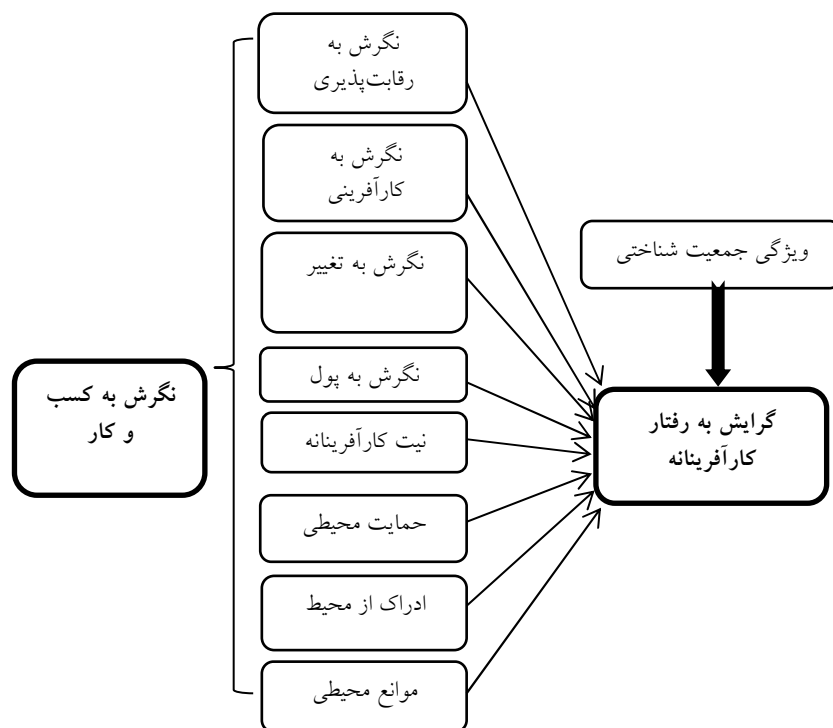 نگرش به
رقابت‌پذیری
نگرش به
کارآفرینی
ویژگی جمعیت شناختی
نگرش به تغییر
نگرش به پول
نگرش به کسب
و کار
گرایش به رفتار
کارآفرینانه
نیت کارآفرینانه
حمایت محیطی
ادراک از محیط
موانع محیطی